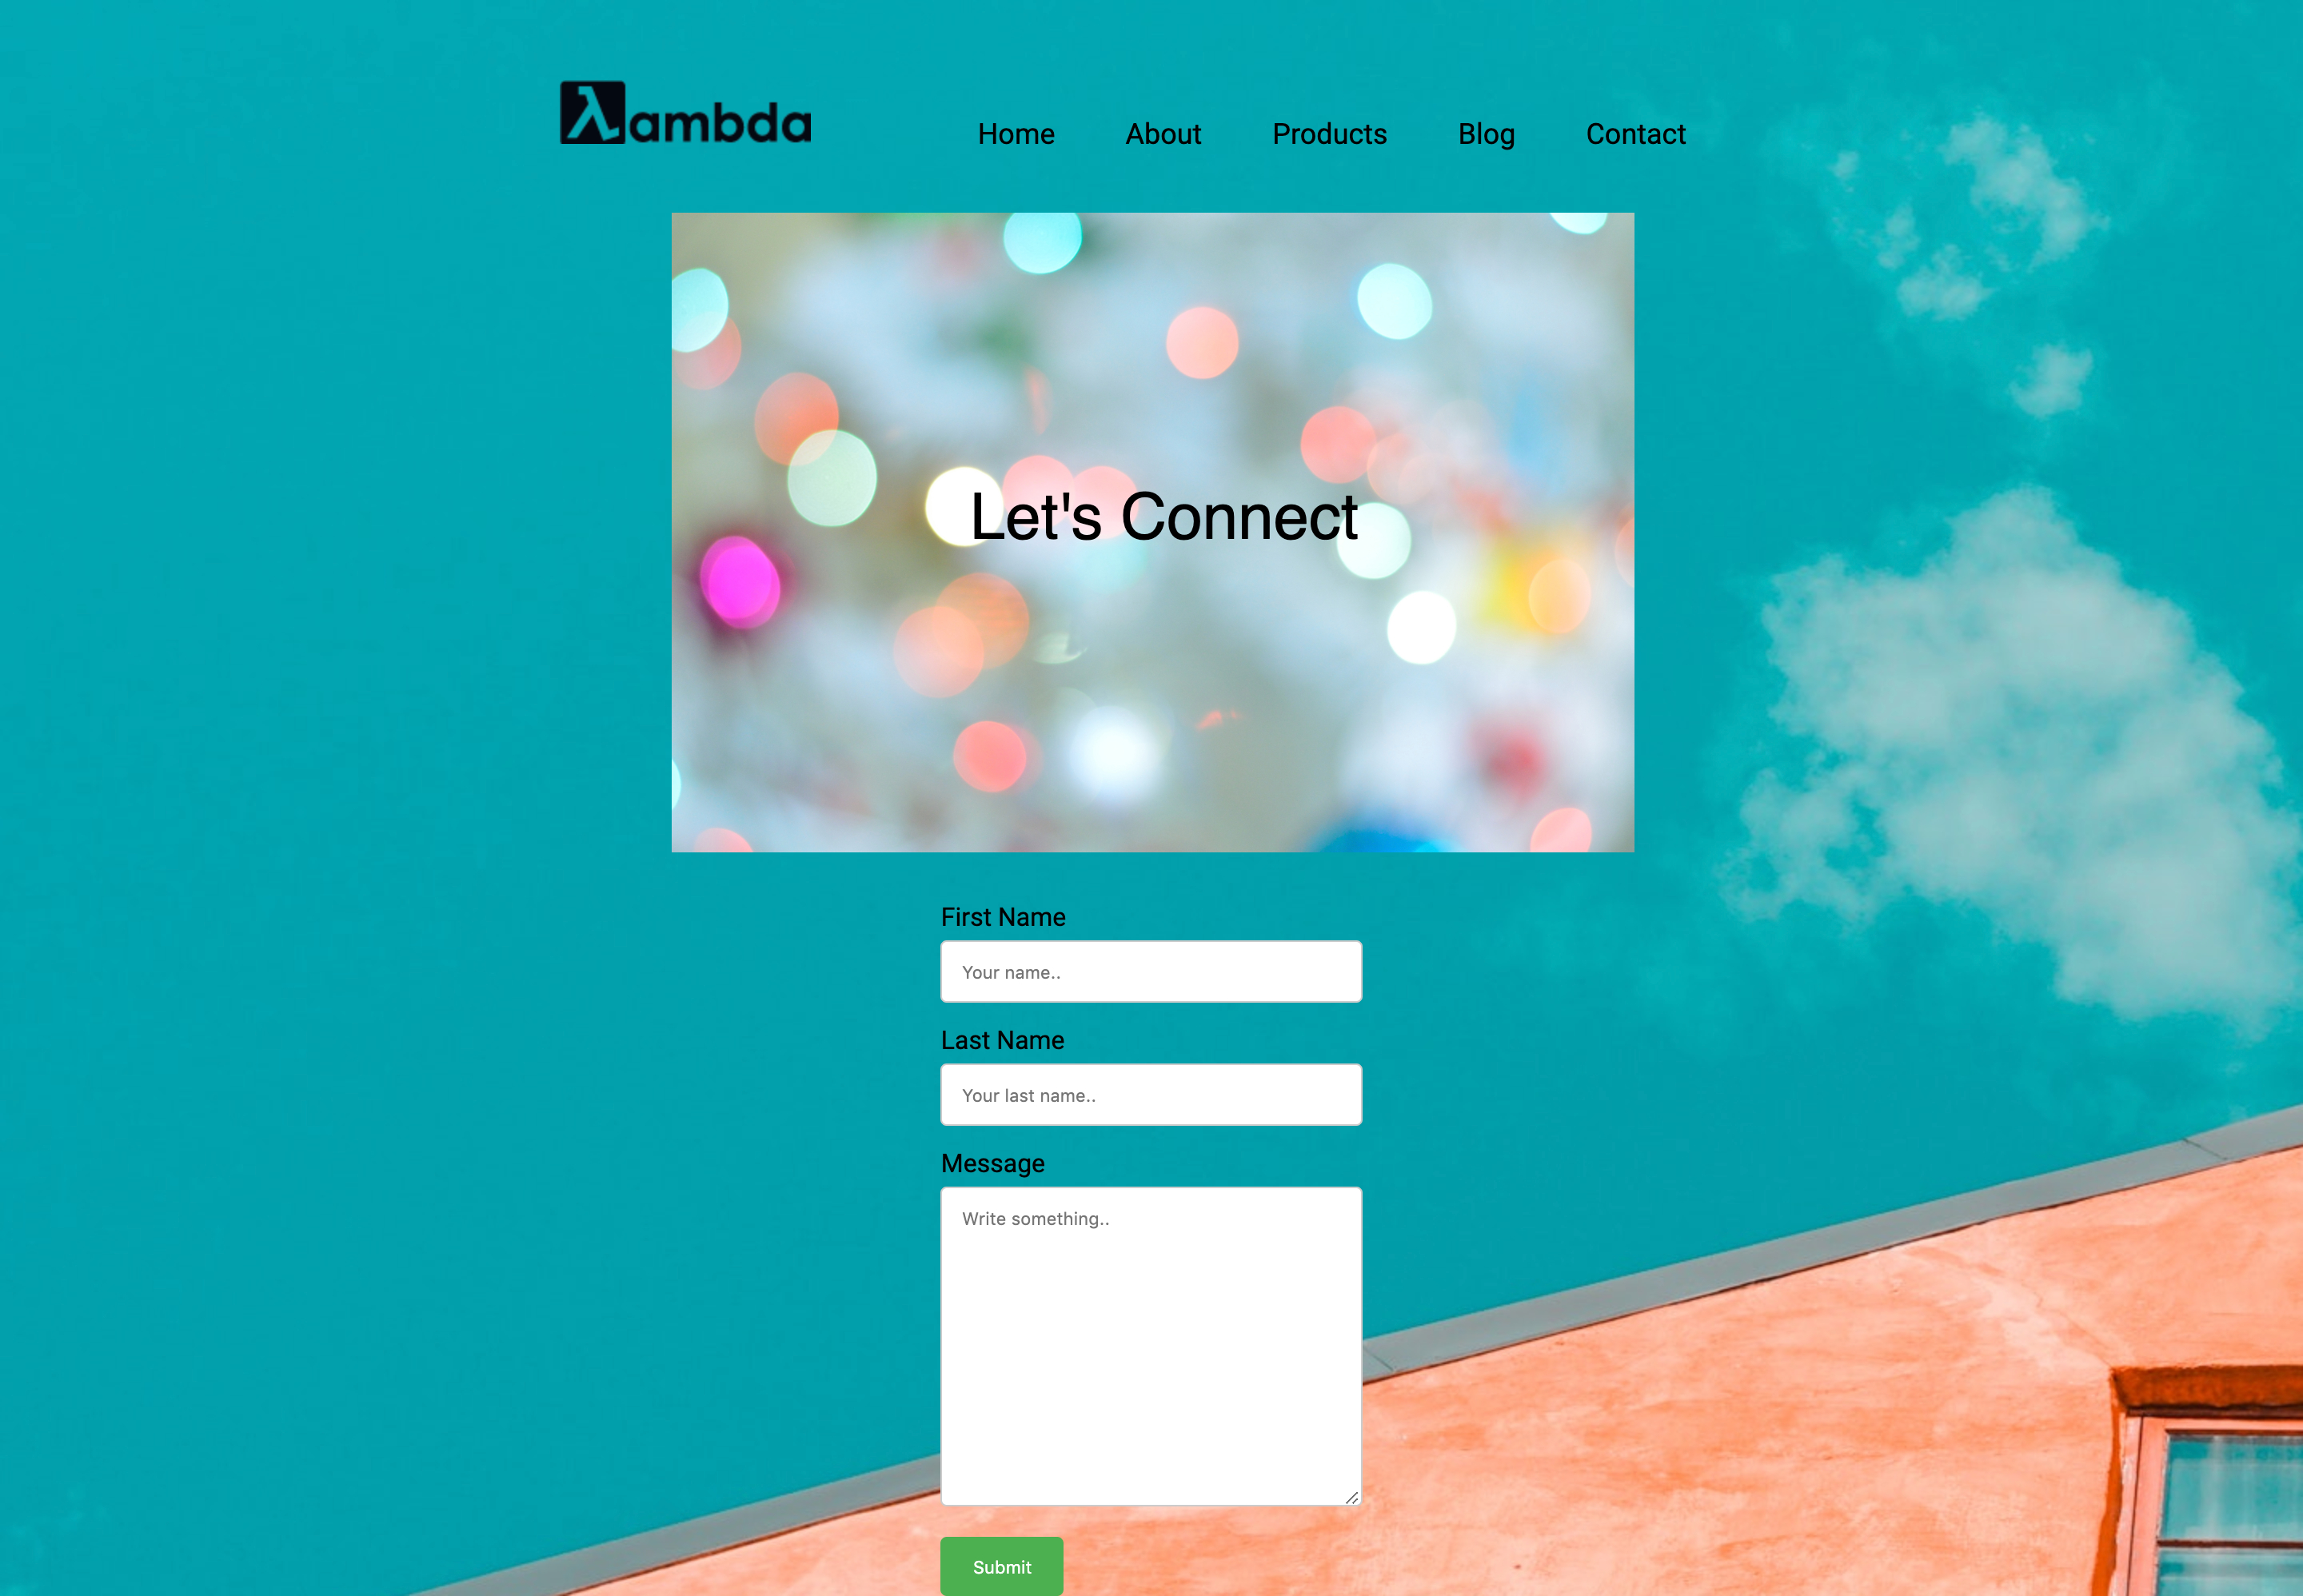 λambda
Home About Products Blog Contact
Let's Connect
First Name
Your name..
Last Name
Your last name..
Message
Write something..
Submit